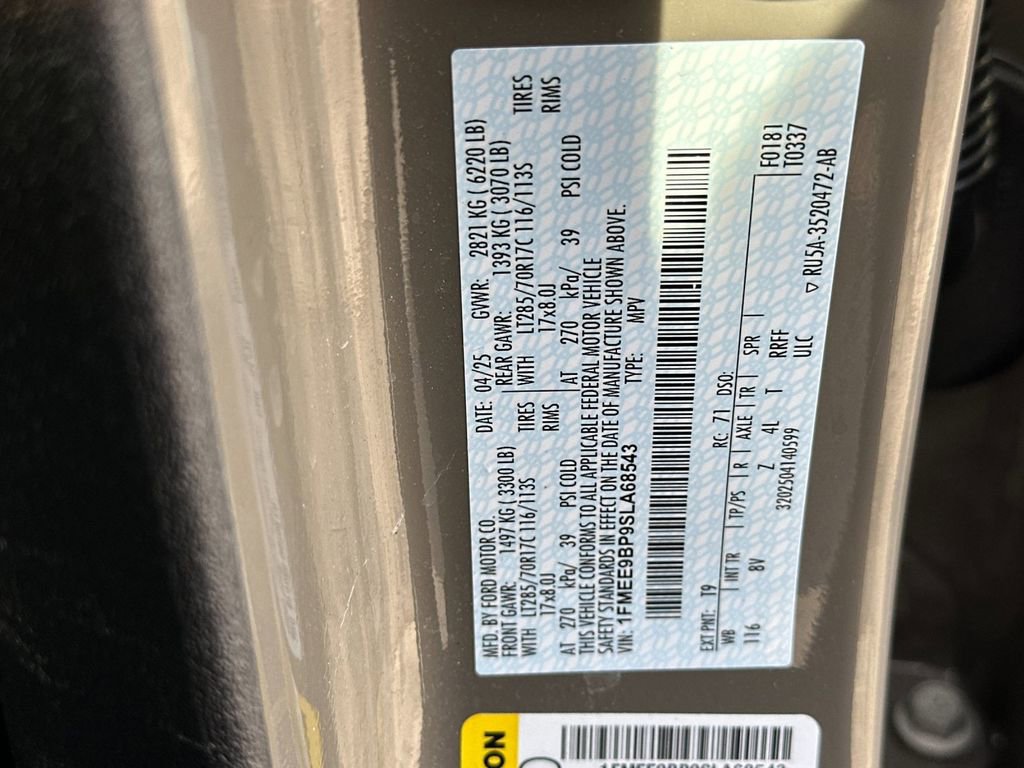 MFD. BY FORD MOTOR CO.
DATE: 04/25 GVWR: 2821 KG ( 6220 LB)
FRONT GAWR: 1497 KG ( 3300 LB) REAR GAWR: 1393 KG ( 3070 LB)
WITH LT285/70R17C 116/113S TIRES WITH LT285/70R17C 116/113S TIRES
17x8.0J RIMS 17x8.0J RIMS
AT 270 kPa/ 39 PSI COLD AT 270 kPa/ 39 PSI COLD
THIS VEHICLE CONFORMS TO ALL APPLICABLE FEDERAL MOTOR VEHICLE
SAFETY STANDARDS IN EFFECT ON THE DATE OF MANUFACTURE SHOWN ABOVE.
VIN: 1FMEE9BP9SLA68543 TYPE: MPV
EXT PNT: T9 RC: 71 DSO: F0181
WB INT TR TP/PS R AXLE TR SPR T0337
116 8V Z 4L T RRFF
3202504140599 ULC
▽ RU5A-3520472-AB
1FMEE9BP9SLA68543